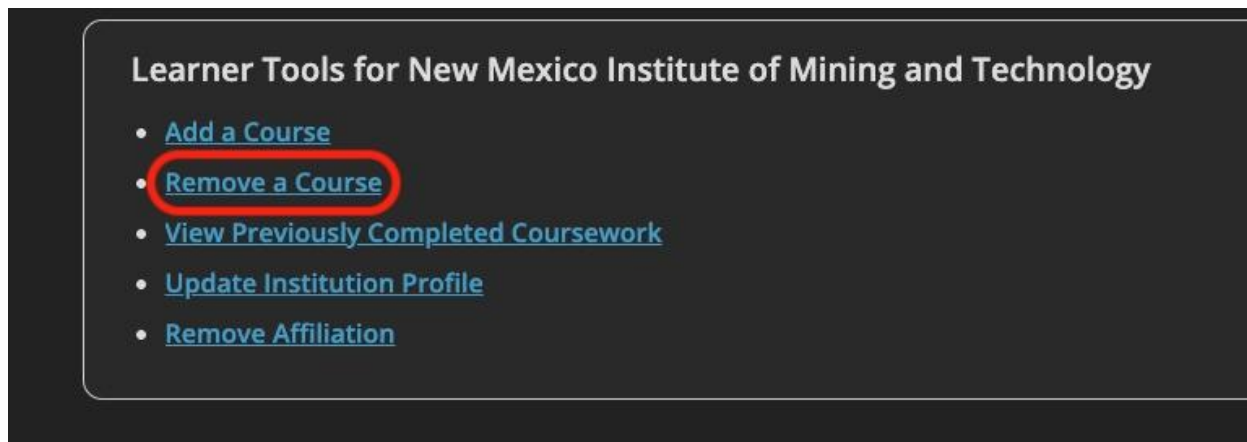 Learner Tools for New Mexico Institute of Mining and Technology
Add a Course
Remove a Course
View Previously Completed Coursework
Update Institution Profile
Remove Affiliation